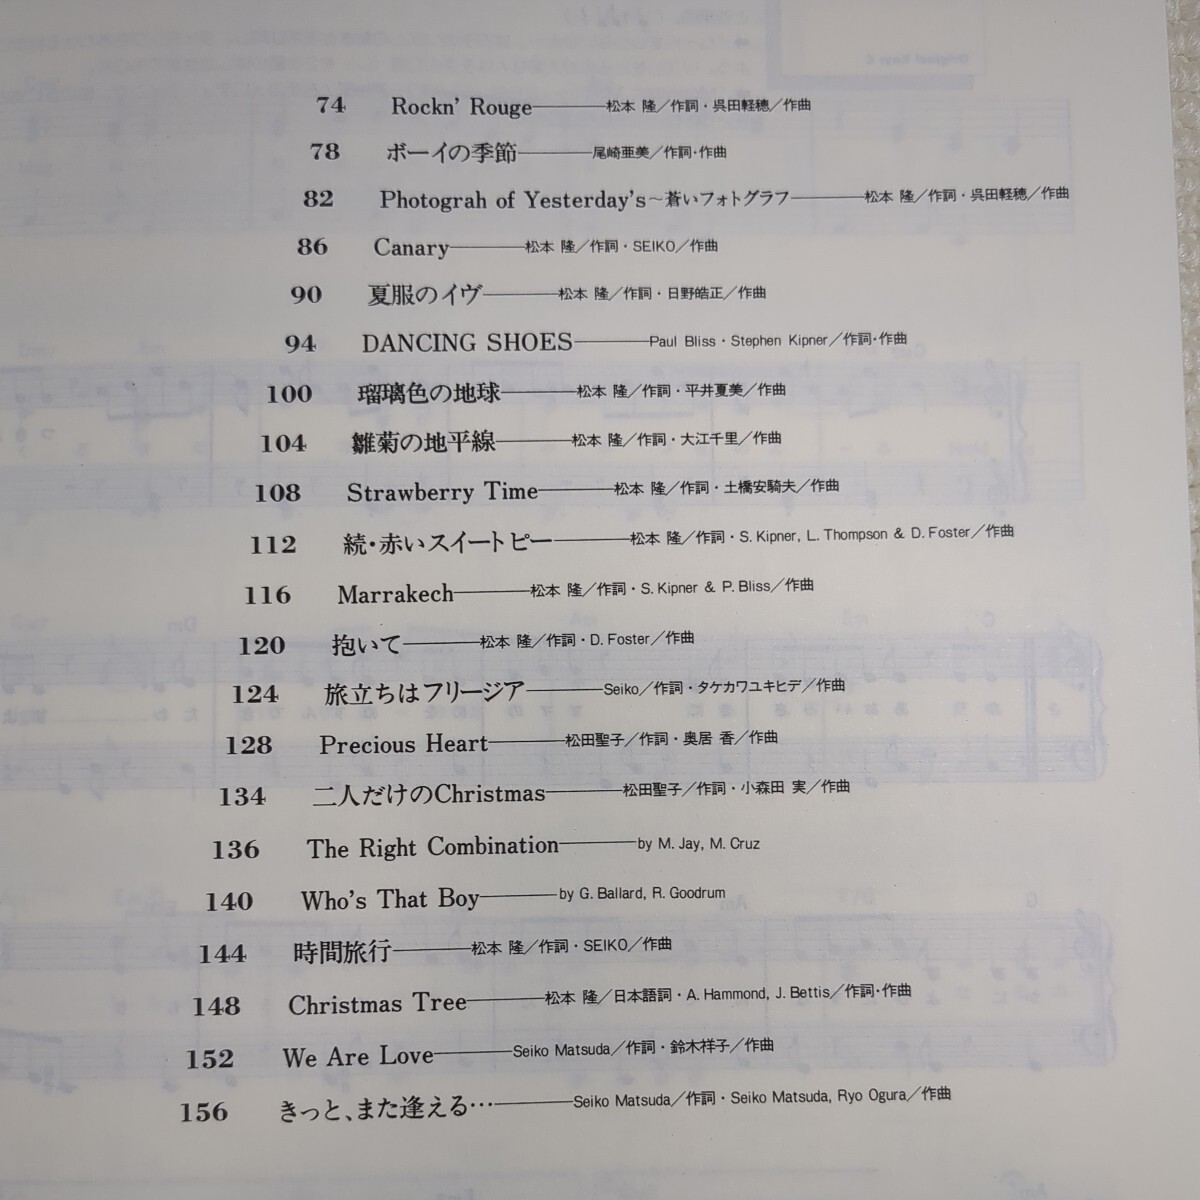 74 Rockn' Rouge————松本 隆／作詞・呉田軽穂／作曲
78 ボーイの季節————尾崎亜美／作詞・作曲
82 Photograh of Yesterday's〜蒼いフォトグラフ————松本 隆／作詞・呉田軽穂／作曲
86 Canary————松本 隆／作詞・SEIKO／作曲
90 夏服のイヴ————松本 隆／作詞・日野皓正／作曲
94 DANCING SHOES————Paul Bliss・Stephen Kipner／作詞・作曲
100 瑠璃色の地球————松本 隆／作詞・平井夏美／作曲
104 雛菊の地平線————松本 隆／作詞・大江千里／作曲
108 Strawberry Time————松本 隆／作詞・土橋安騎夫／作曲
112 続・赤いスイートピー————松本 隆／作詞・S. Kipner, L. Thompson & D. Foster／作曲
116 Marrakech————松本 隆／作詞・S. Kipner & P. Bliss／作曲
120 抱いて————松本 隆／作詞・D. Foster／作曲
124 旅立ちはフリージア————Seiko／作詞・タケカワユキヒデ／作曲
128 Precious Heart————松田聖子／作詞・奥居 香／作曲
134 二人だけのChristmas————松田聖子／作詞・小森田 実／作曲
136 The Right Combination————by M. Jay, M. Cruz
140 Who's That Boy————by G. Ballard, R. Goodrum
144 時間旅行————松本 隆／作詞・SEIKO／作曲
148 Christmas Tree————松本 隆／日本語詞・A. Hammond, J. Bettis／作詞・作曲
152 We Are Love————Seiko Matsuda／作詞・鈴木祥子／作曲
156 きっと、また逢える…————Seiko Matsuda／作詞・Seiko Matsuda, Ryo Ogura／作曲